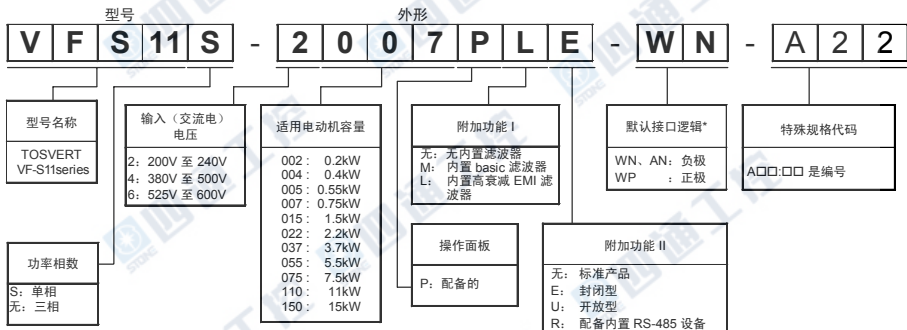 型号 外形
V F S 11 S - 2 0 0 7 P L E - W N - A 2 2
型号名称
TOSVERT
VF-S11series
功率相数
S：单相
无：三相
输入（交流电）
电压
2：200V 至 240V
4：380V 至 500V
6：525V 至 600V
适用电动机容量
002： 0.2kW
004： 0.4kW
005： 0.55kW
007： 0.75kW
015： 1.5kW
022： 2.2kW
037： 3.7kW
055： 5.5kW
075： 7.5kW
110： 11kW
150： 15kW
附加功能 I
无：无内置滤波器
M： 内置 basic 滤波器
L： 内置高衰减 EMI 滤
波器
操作面板
P：配备的
附加功能 II
无： 标准产品
E： 封闭型
U： 开放型
R： 配备内置 RS-485 设备
默认接口逻辑*
WN、AN：负极
WP ：正极
特殊规格代码
A□□:□□ 是编号
四通工控
STONE